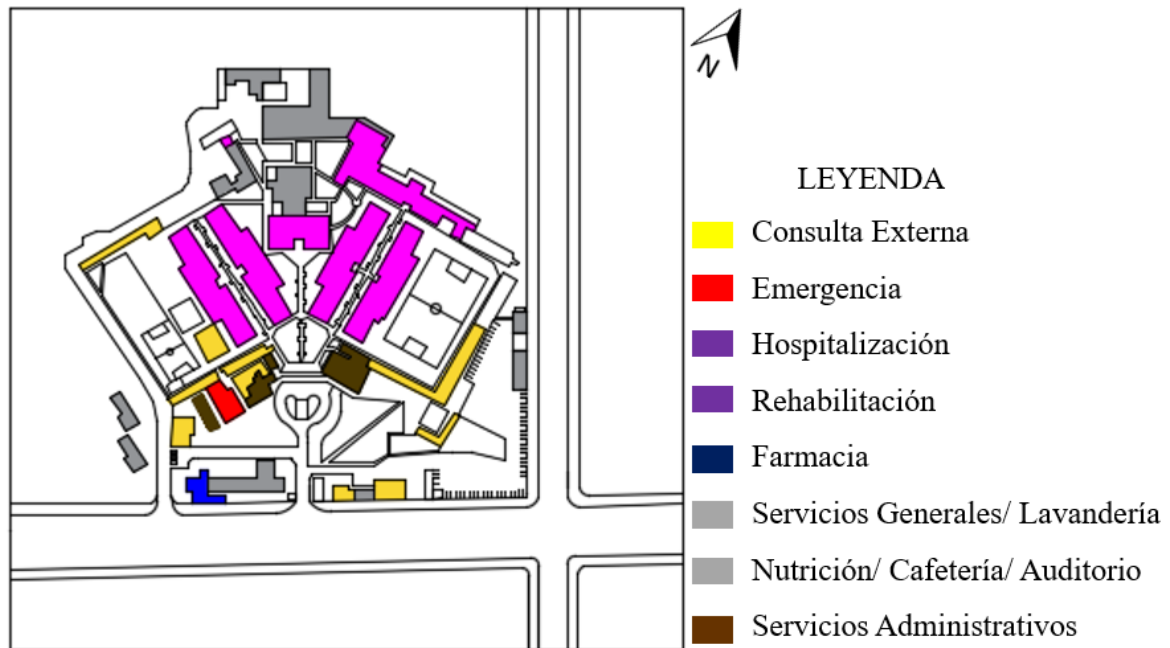 N
LEYENDA
Consulta Externa
Emergencia
Hospitalización
Rehabilitación
Farmacia
Servicios Generales/ Lavandería
Nutrición/ Cafetería/ Auditorio
Servicios Administrativos